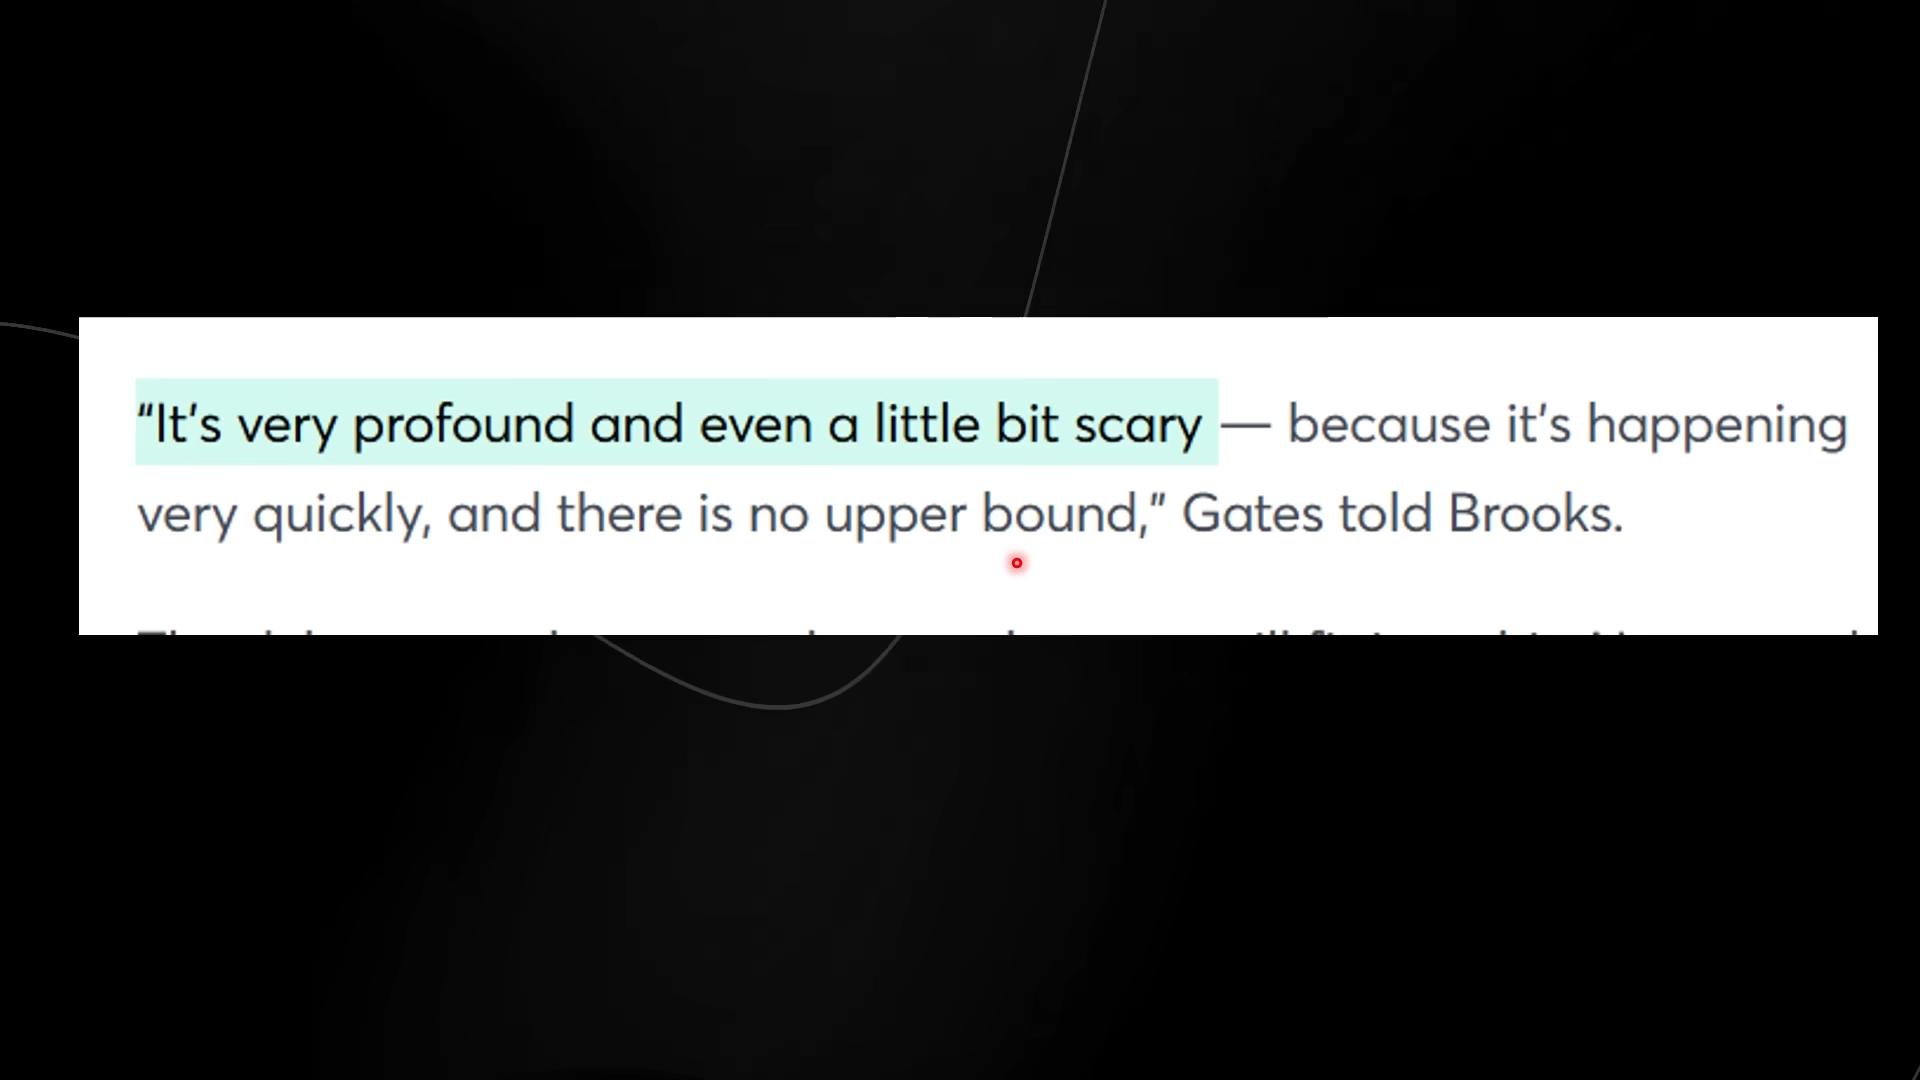 “It’s very profound and even a little bit scary — because it’s happening
very quickly, and there is no upper bound,” Gates told Brooks.